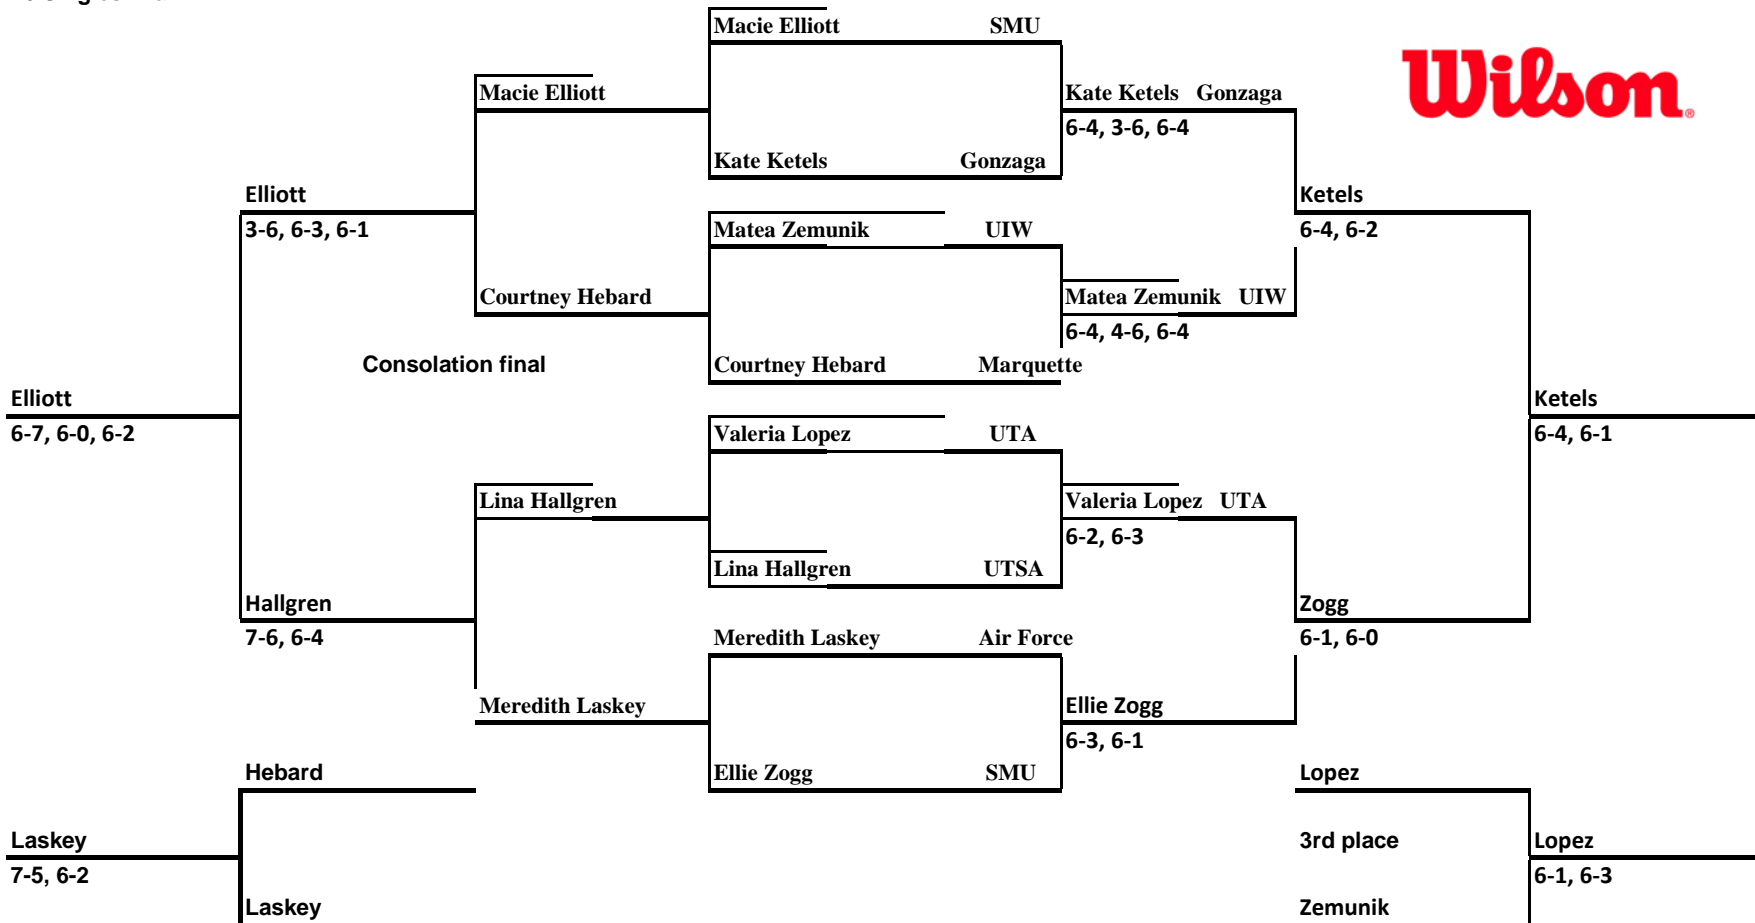 Macie Elliott SMU
Wilson®
Macie Elliott
Kate Ketels Gonzaga
6-4, 3-6, 6-4
Kate Ketels Gonzaga
Elliott
Ketels
3-6, 6-3, 6-1
Matea Zemunik UIW
6-4, 6-2
Courtney Hebard
Matea Zemunik UIW
6-4, 4-6, 6-4
Consolation final
Courtney Hebard Marquette
Elliott
Ketels
6-7, 6-0, 6-2
Valeria Lopez UTA
6-4, 6-1
Lina Hallgren
Valeria Lopez UTA
6-2, 6-3
Lina Hallgren UTSA
Hallgren
Zogg
7-6, 6-4
Meredith Laskey Air Force
6-1, 6-0
Meredith Laskey
Ellie Zogg
6-3, 6-1
Hebard
Ellie Zogg SMU
Lopez
Laskey
3rd place
Lopez
7-5, 6-2
6-1, 6-3
Laskey
Zemunik